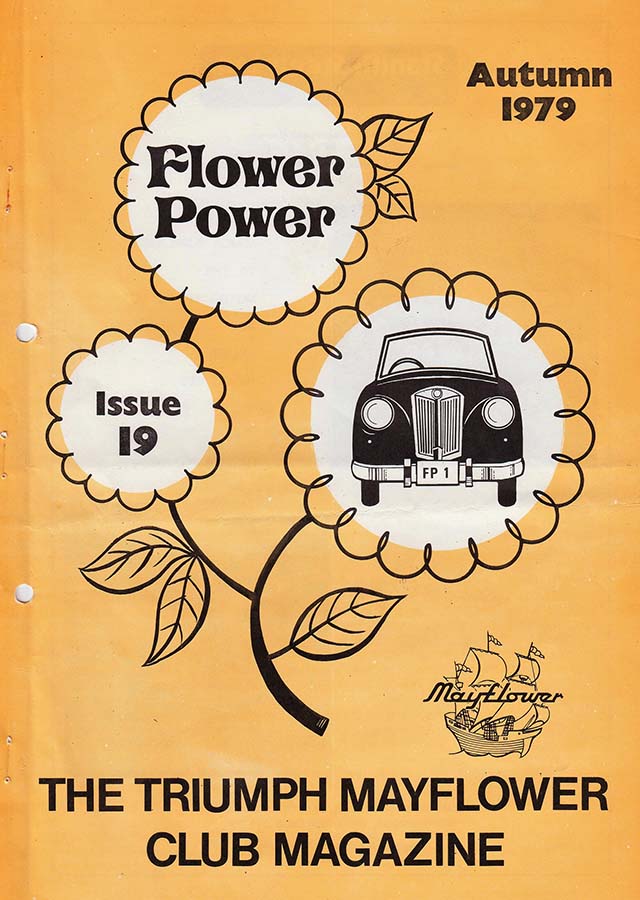 Autumn
1979
Flower
Power
Issue
19
FP 1
Mayflower
THE TRIUMPH MAYFLOWER
CLUB MAGAZINE